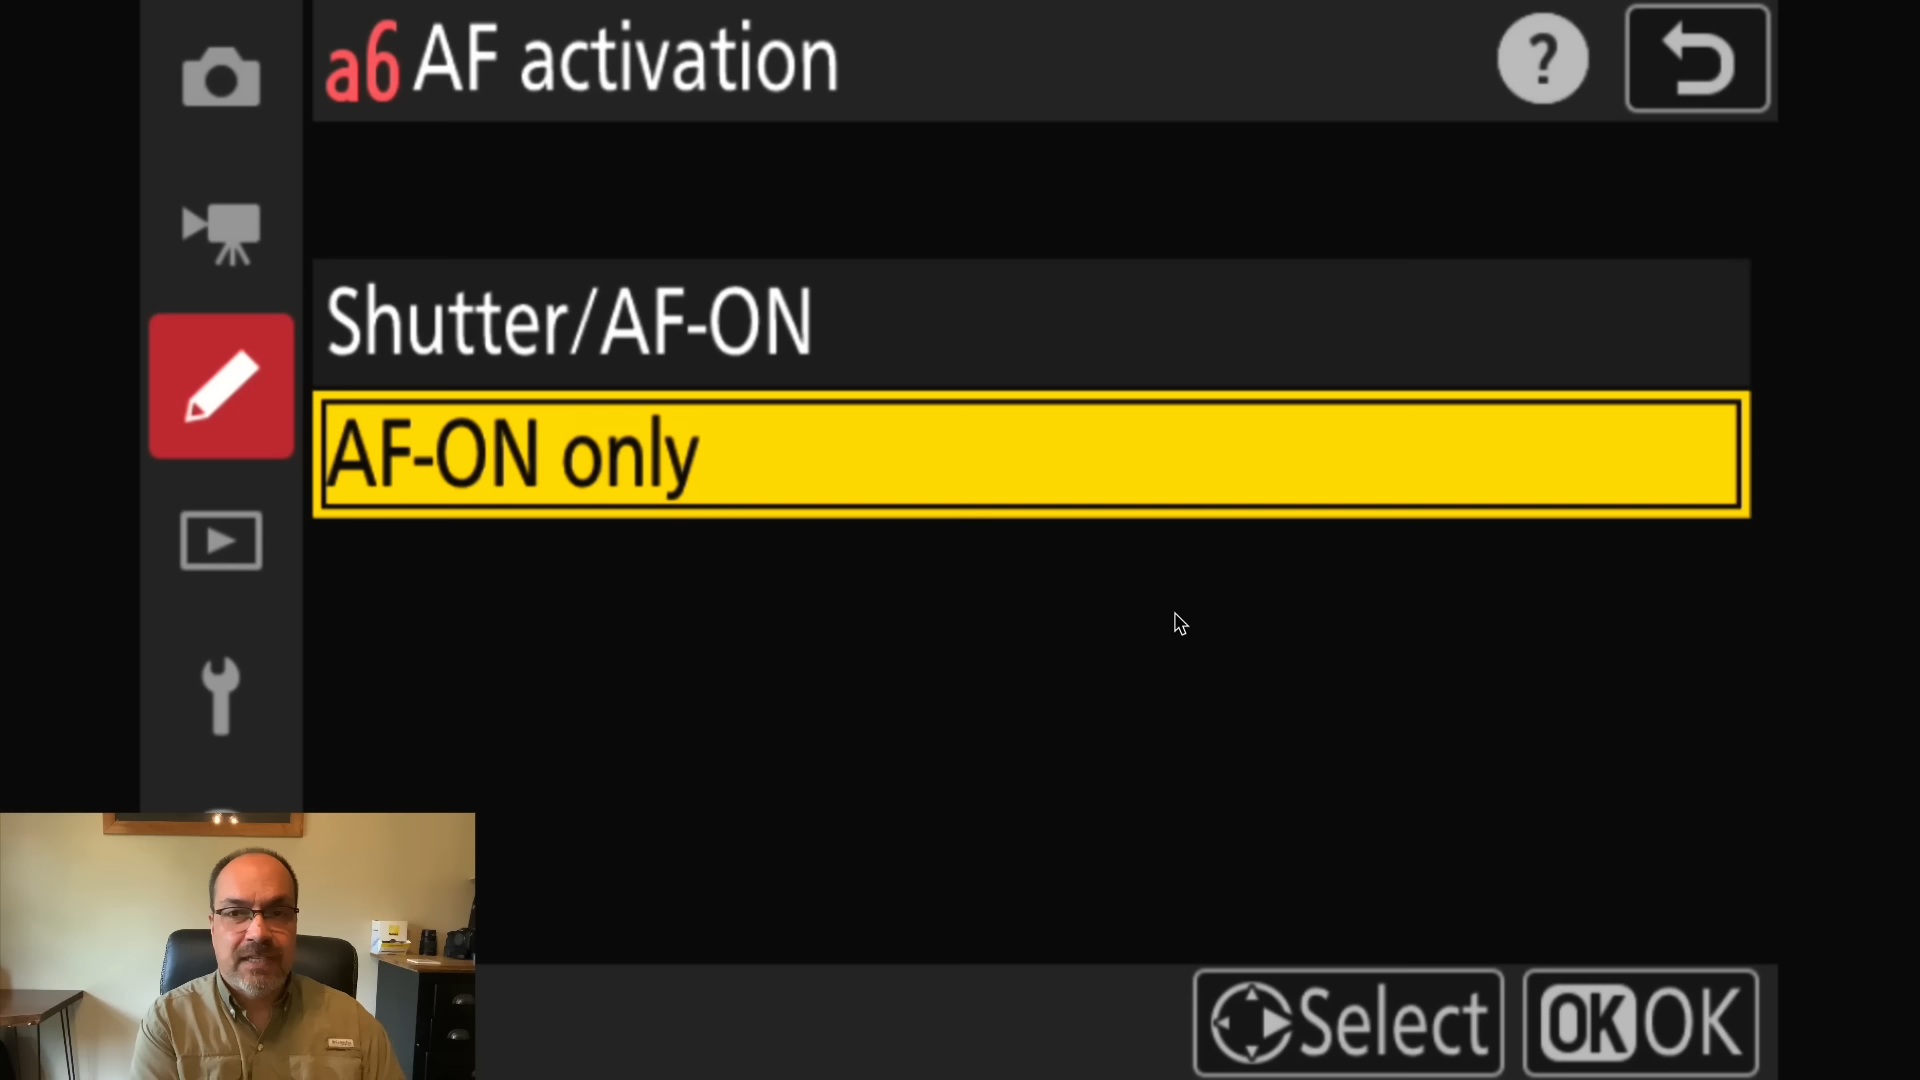 a6 AF activation
?
Shutter/AF-ON
AF-ON only
Select
OK OK